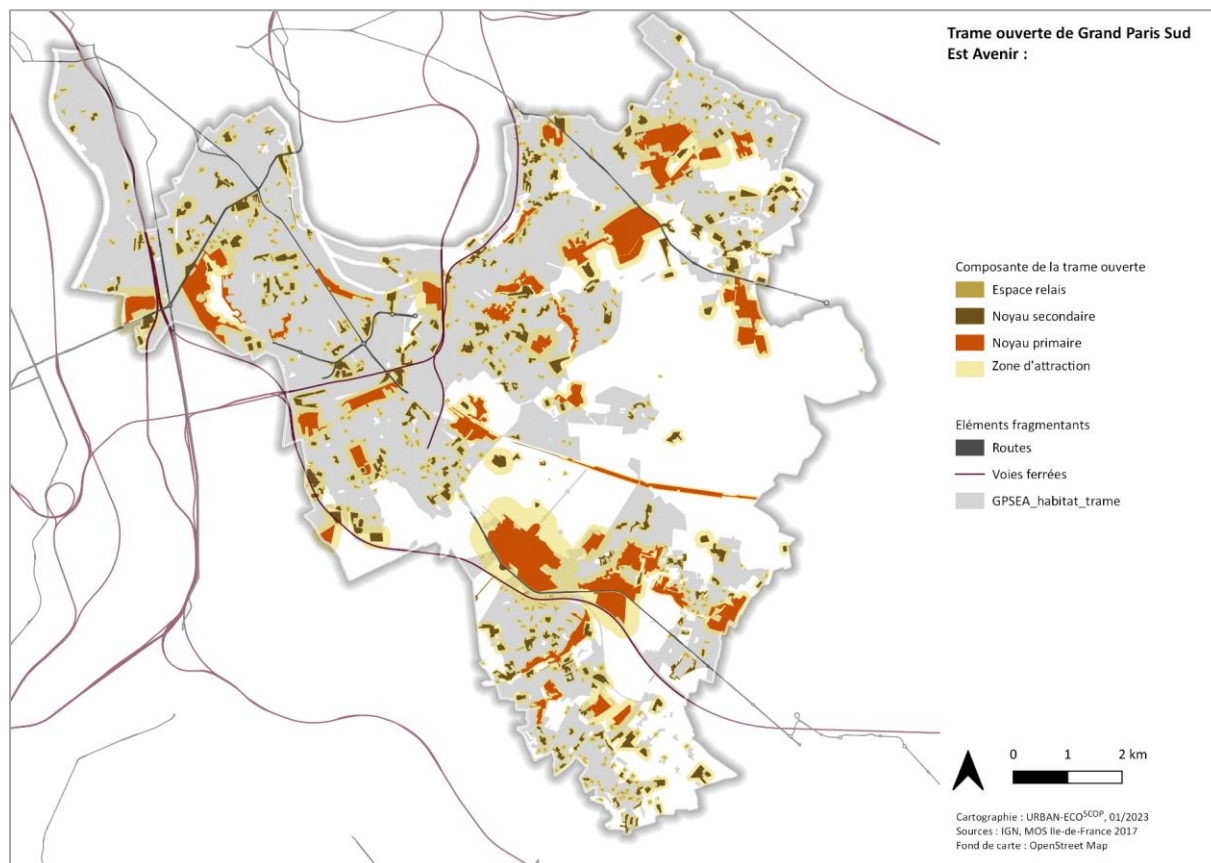 Trame ouverte de Grand Paris Sud
Est Avenir :
Composante de la trame ouverte
Espace relais
Noyau secondaire
Noyau primaire
Zone d'attraction
Eléments fragmentants
Routes
Voies ferrées
GPSEA_habitat_trame
0 1 2 km
Cartographie : URBAN-ECOSCOP, 01/2023
Sources : IGN, MOS Ile-de-France 2017
Fond de carte : OpenStreet Map